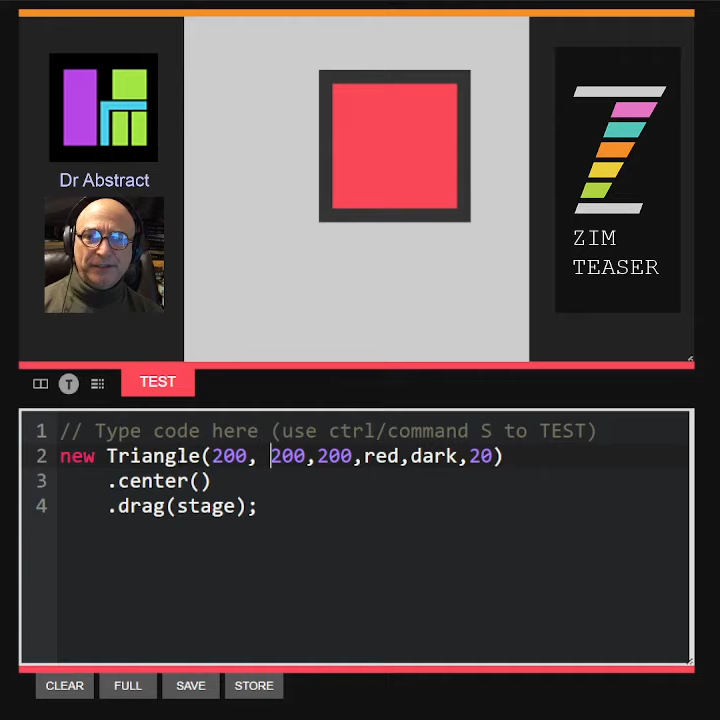 Dr Abstract
ZIM
TEASER
T
TEST
1 // Type code here (use ctrl/command S to TEST)
2 new Triangle(200, 200,200,red,dark,20)
3 .center()
4 .drag(stage);
CLEAR FULL SAVE STORE